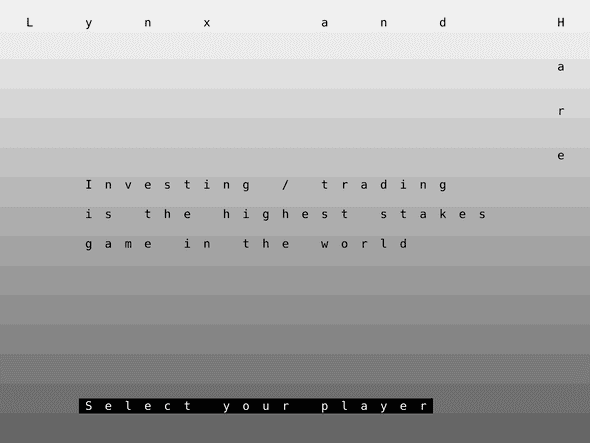 Lynx and Hare
Investing / trading
is the highest stakes
game in the world
Select your player